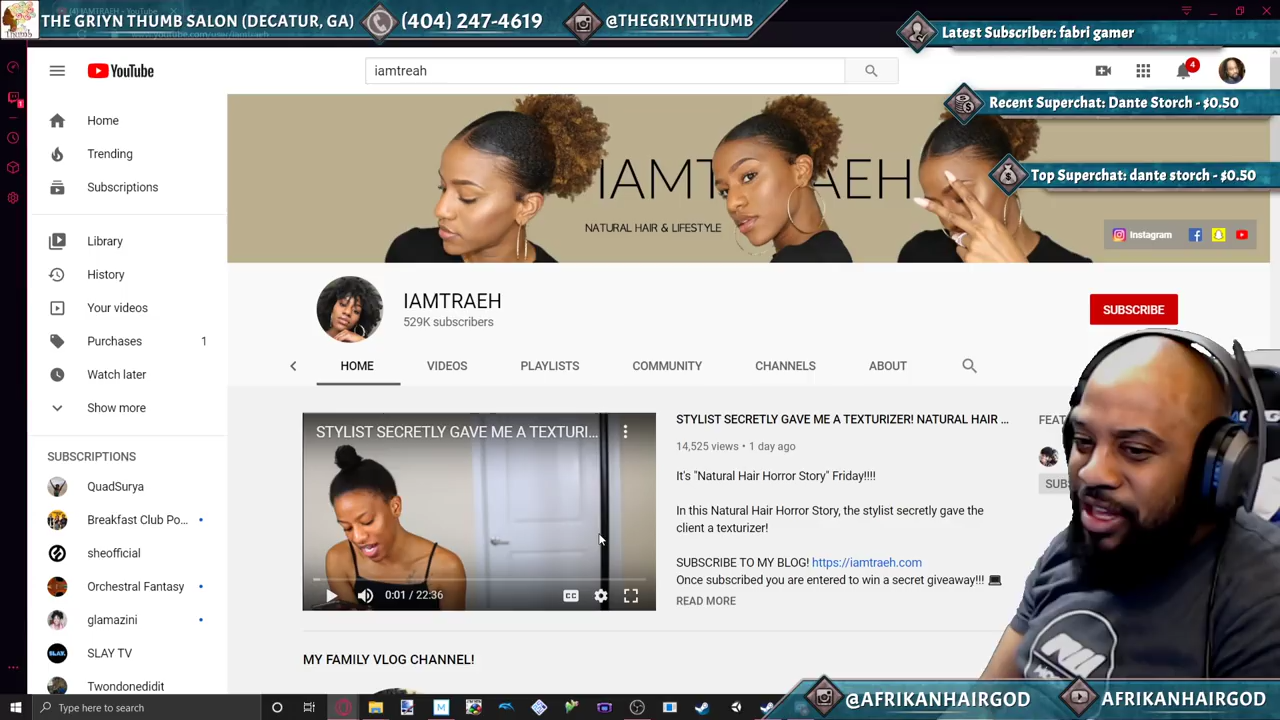 THE GRIYN THUMB SALON (DECATUR, GA)
(404) 247-4619
@THEGRIYNTHUMB
Latest Subscriber: fabri gamer
YouTube
iamtreah
4
Recent Superchat: Dante Storch - $0.50
Top Superchat: dante storch - $0.50
Home
Trending
Subscriptions
Library
History
Your videos
Purchases 1
Watch later
Show more
SUBSCRIPTIONS
QuadSurya
Breakfast Club Po...
sheofficial
Orchestral Fantasy
glamazini
SLAY TV
Twondonedidit
NATURAL HAIR & LIFESTYLE
Instagram
IAMTRAEH
529K subscribers
SUBSCRIBE
HOME VIDEOS PLAYLISTS COMMUNITY CHANNELS ABOUT
STYLIST SECRETLY GAVE ME A TEXTURI...
0:01 / 22:36
STYLIST SECRETLY GAVE ME A TEXTURIZER! NATURAL HAIR ...
14,525 views • 1 day ago
It's "Natural Hair Horror Story" Friday!!!!
In this Natural Hair Horror Story, the stylist secretly gave the
client a texturizer!
SUBSCRIBE TO MY BLOG! https://iamtraeh.com
Once subscribed you are entered to win a secret giveaway!!!
READ MORE
MY FAMILY VLOG CHANNEL!
Type here to search
@AFRIKANHAIRGOD
AFRIKANHAIRGOD